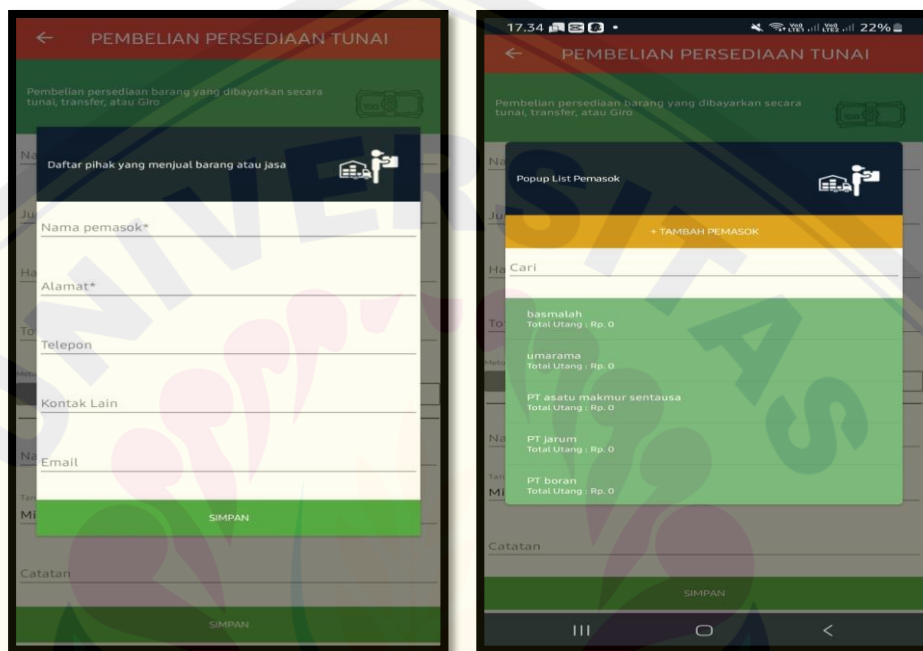 PEMBELIAN PERSEDIAAN TUNAI
Pembelian persediaan barang yang dibayarkan secara
tunai, transfer, atau Giro
Daftar pihak yang menjual barang atau jasa
Nama pemasok*
Alamat*
Telepon
Kontak Lain
Email
SIMPAN
Catatan
SIMPAN
17.34
22%
PEMBELIAN PERSEDIAAN TUNAI
Pembelian persediaan barang yang dibayarkan secara
tunai, transfer, atau Giro
Popup List Pemasok
+ TAMBAH PEMASOK
Cari
basmalah
Total Utang : Rp. 0
umarama
Total Utang : Rp. 0
PT asatu makmur sentausa
Total Utang : Rp. 0
PT jarum
Total Utang : Rp. 0
PT boran
Total Utang : Rp. 0
Catatan
SIMPAN
UNIVERSITAS